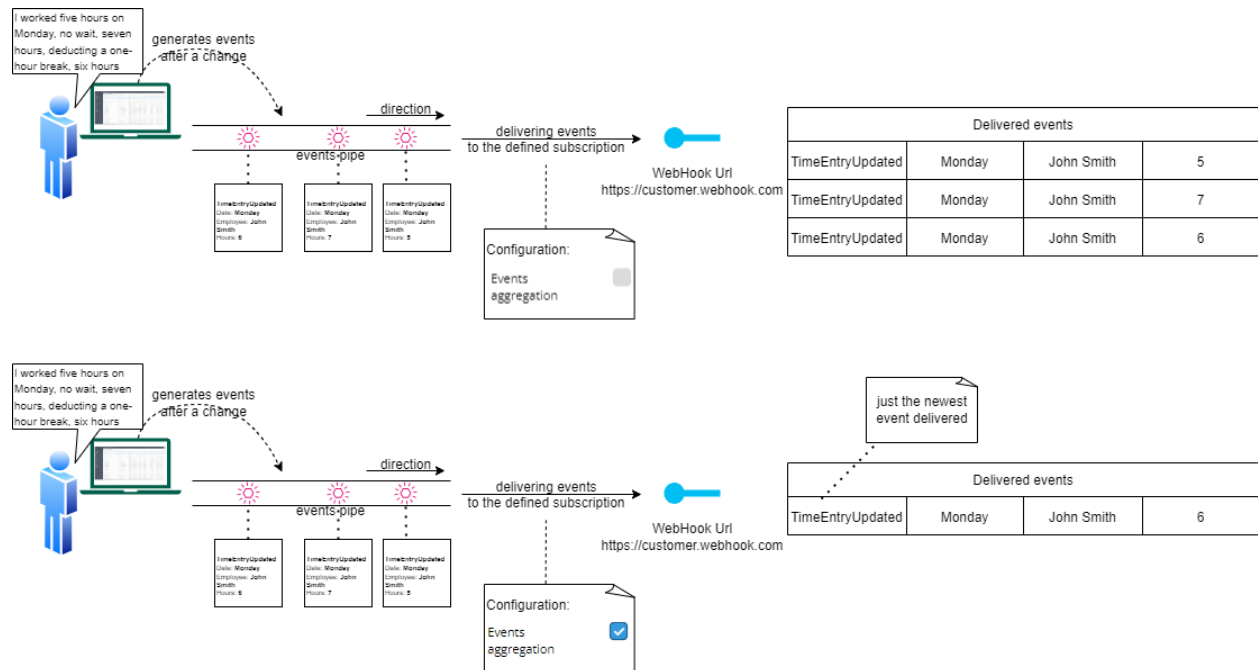 I worked five hours on
Monday, no wait, seven
hours, deducting a one-
hour break, six hours
generates events
after a change
direction
events pipe
TimeEntryUpdated
Date: Monday
Employee: John
Smith
Hours: 6
TimeEntryUpdated
Date: Monday
Employee: John
Smith
Hours: 7
TimeEntryUpdated
Date: Monday
Employee: John
Smith
Hours: 5
delivering events
to the defined subscription
Configuration:
Events
aggregation
WebHook Url
https://customer.webhook.com
Delivered events
TimeEntryUpdated Monday John Smith 5
TimeEntryUpdated Monday John Smith 7
TimeEntryUpdated Monday John Smith 6
I worked five hours on
Monday, no wait, seven
hours, deducting a one-
hour break, six hours
generates events
after a change
direction
events pipe
TimeEntryUpdated
Date: Monday
Employee: John
Smith
Hours: 6
TimeEntryUpdated
Date: Monday
Employee: John
Smith
Hours: 7
TimeEntryUpdated
Date: Monday
Employee: John
Smith
Hours: 5
delivering events
to the defined subscription
Configuration:
Events
aggregation
WebHook Url
https://customer.webhook.com
just the newest
event delivered
Delivered events
TimeEntryUpdated Monday John Smith 6